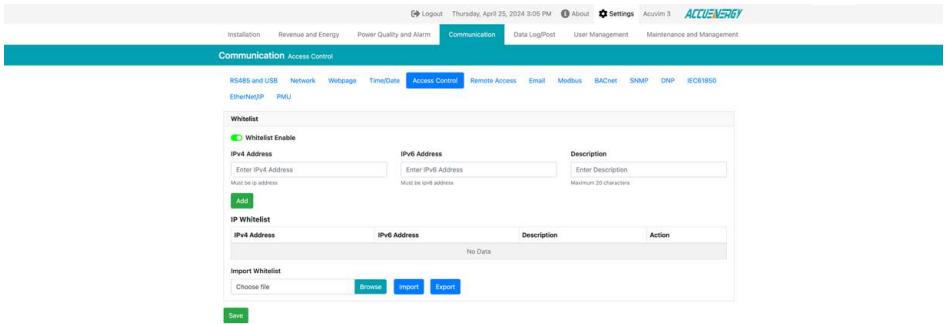 Logout Thursday, April 25, 2024 3:05 PM About Settings Acuvim 3 ACCUENERGY
Installation Revenue and Energy Power Quality and Alarm Communication Data Log/Post User Management Maintenance and Management
Communication Access Control
RS485 and USB Network Webpage Time/Date Access Control Remote Access Email Modbus BACnet SNMP DNP IEC61850
EtherNet/IP PMU
Whitelist
Whitelist Enable
IPv4 Address IPv6 Address Description
Enter IPv4 Address Enter IPv6 Address Enter Description
Must be ip address Must be ipv6 address Maximum 20 characters
Add
IP Whitelist
IPv4 Address IPv6 Address Description Action
No Data
Import Whitelist
Choose file Browse Import Export
Save